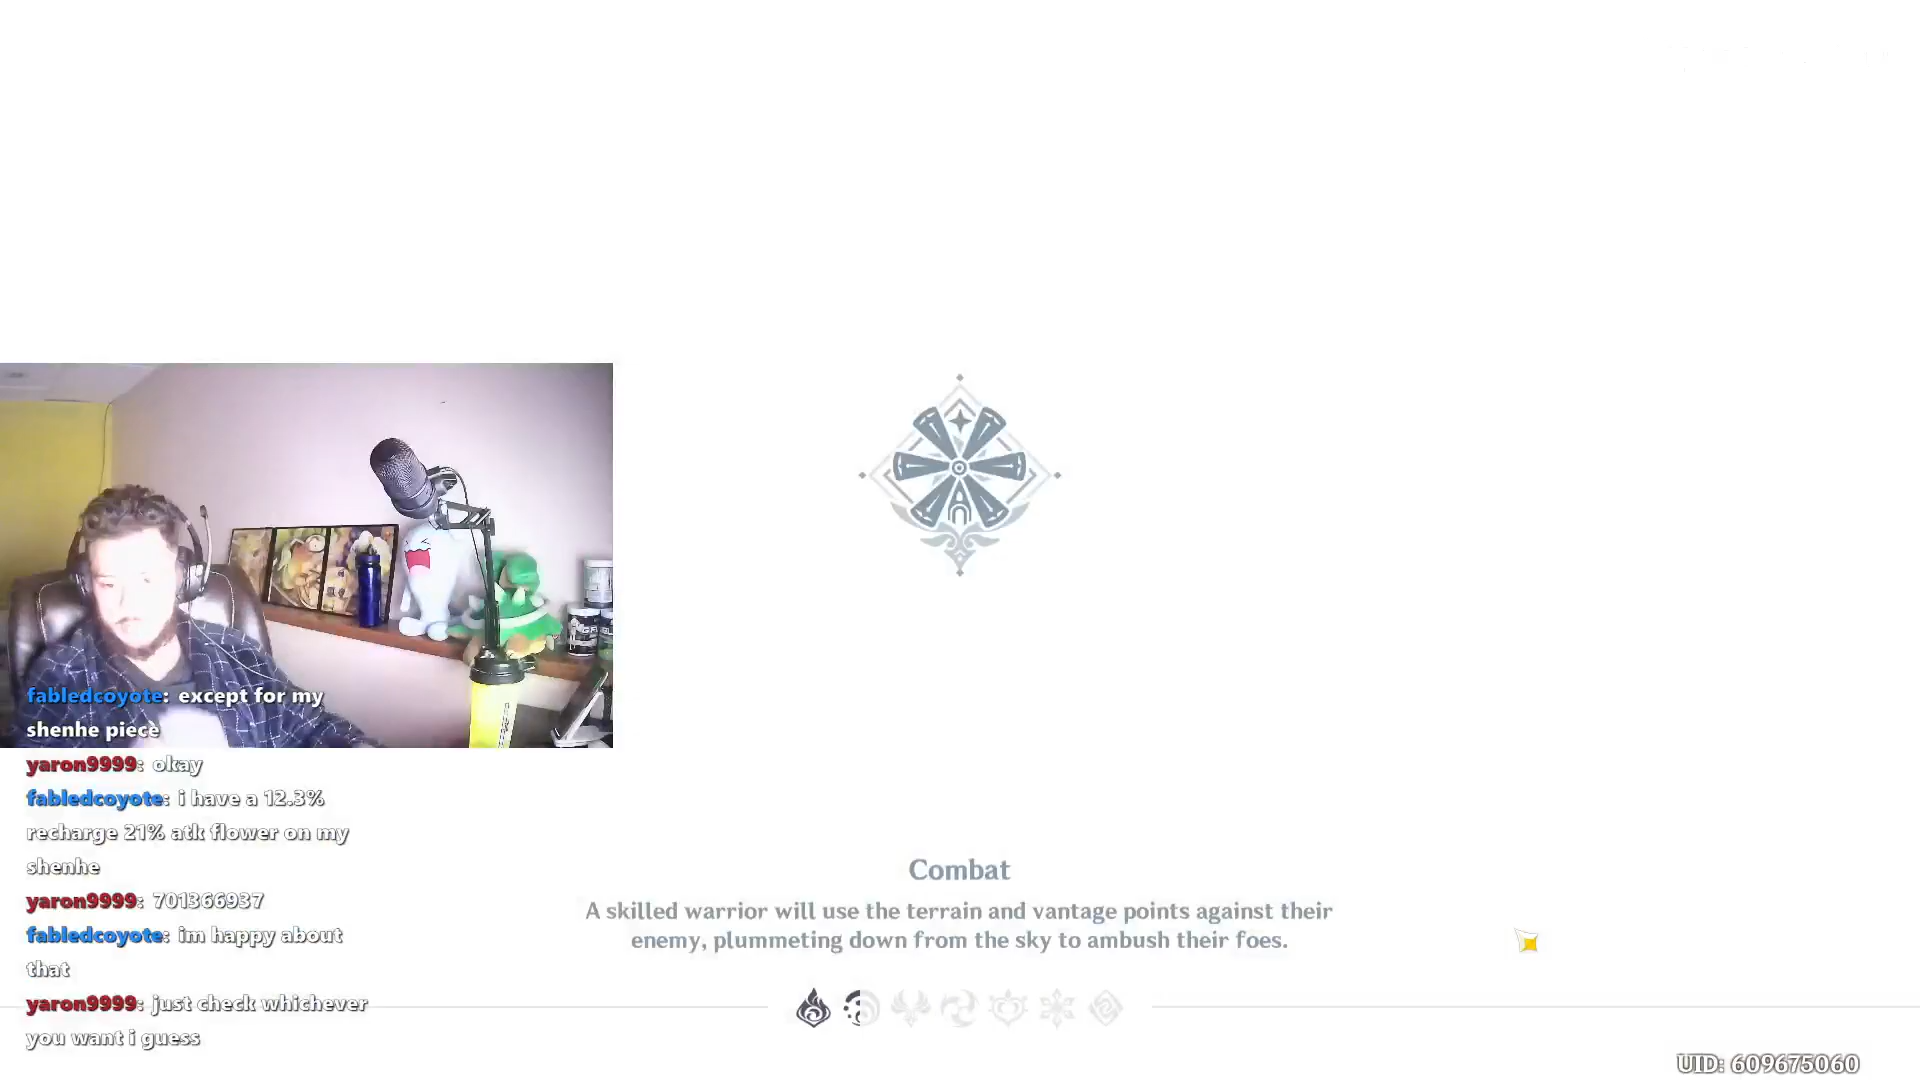 fabledcoyote: except for my
shenhe piece
yaron9999: okay
fabledcoyote: i have a 12.3%
recharge 21% atk flower on my
shenhe
yaron9999: 701366937
fabledcoyote: im happy about
that
yaron9999: just check whichever
you want i guess
Combat
A skilled warrior will use the terrain and vantage points against their
enemy, plummeting down from the sky to ambush their foes.
UID: 609675060